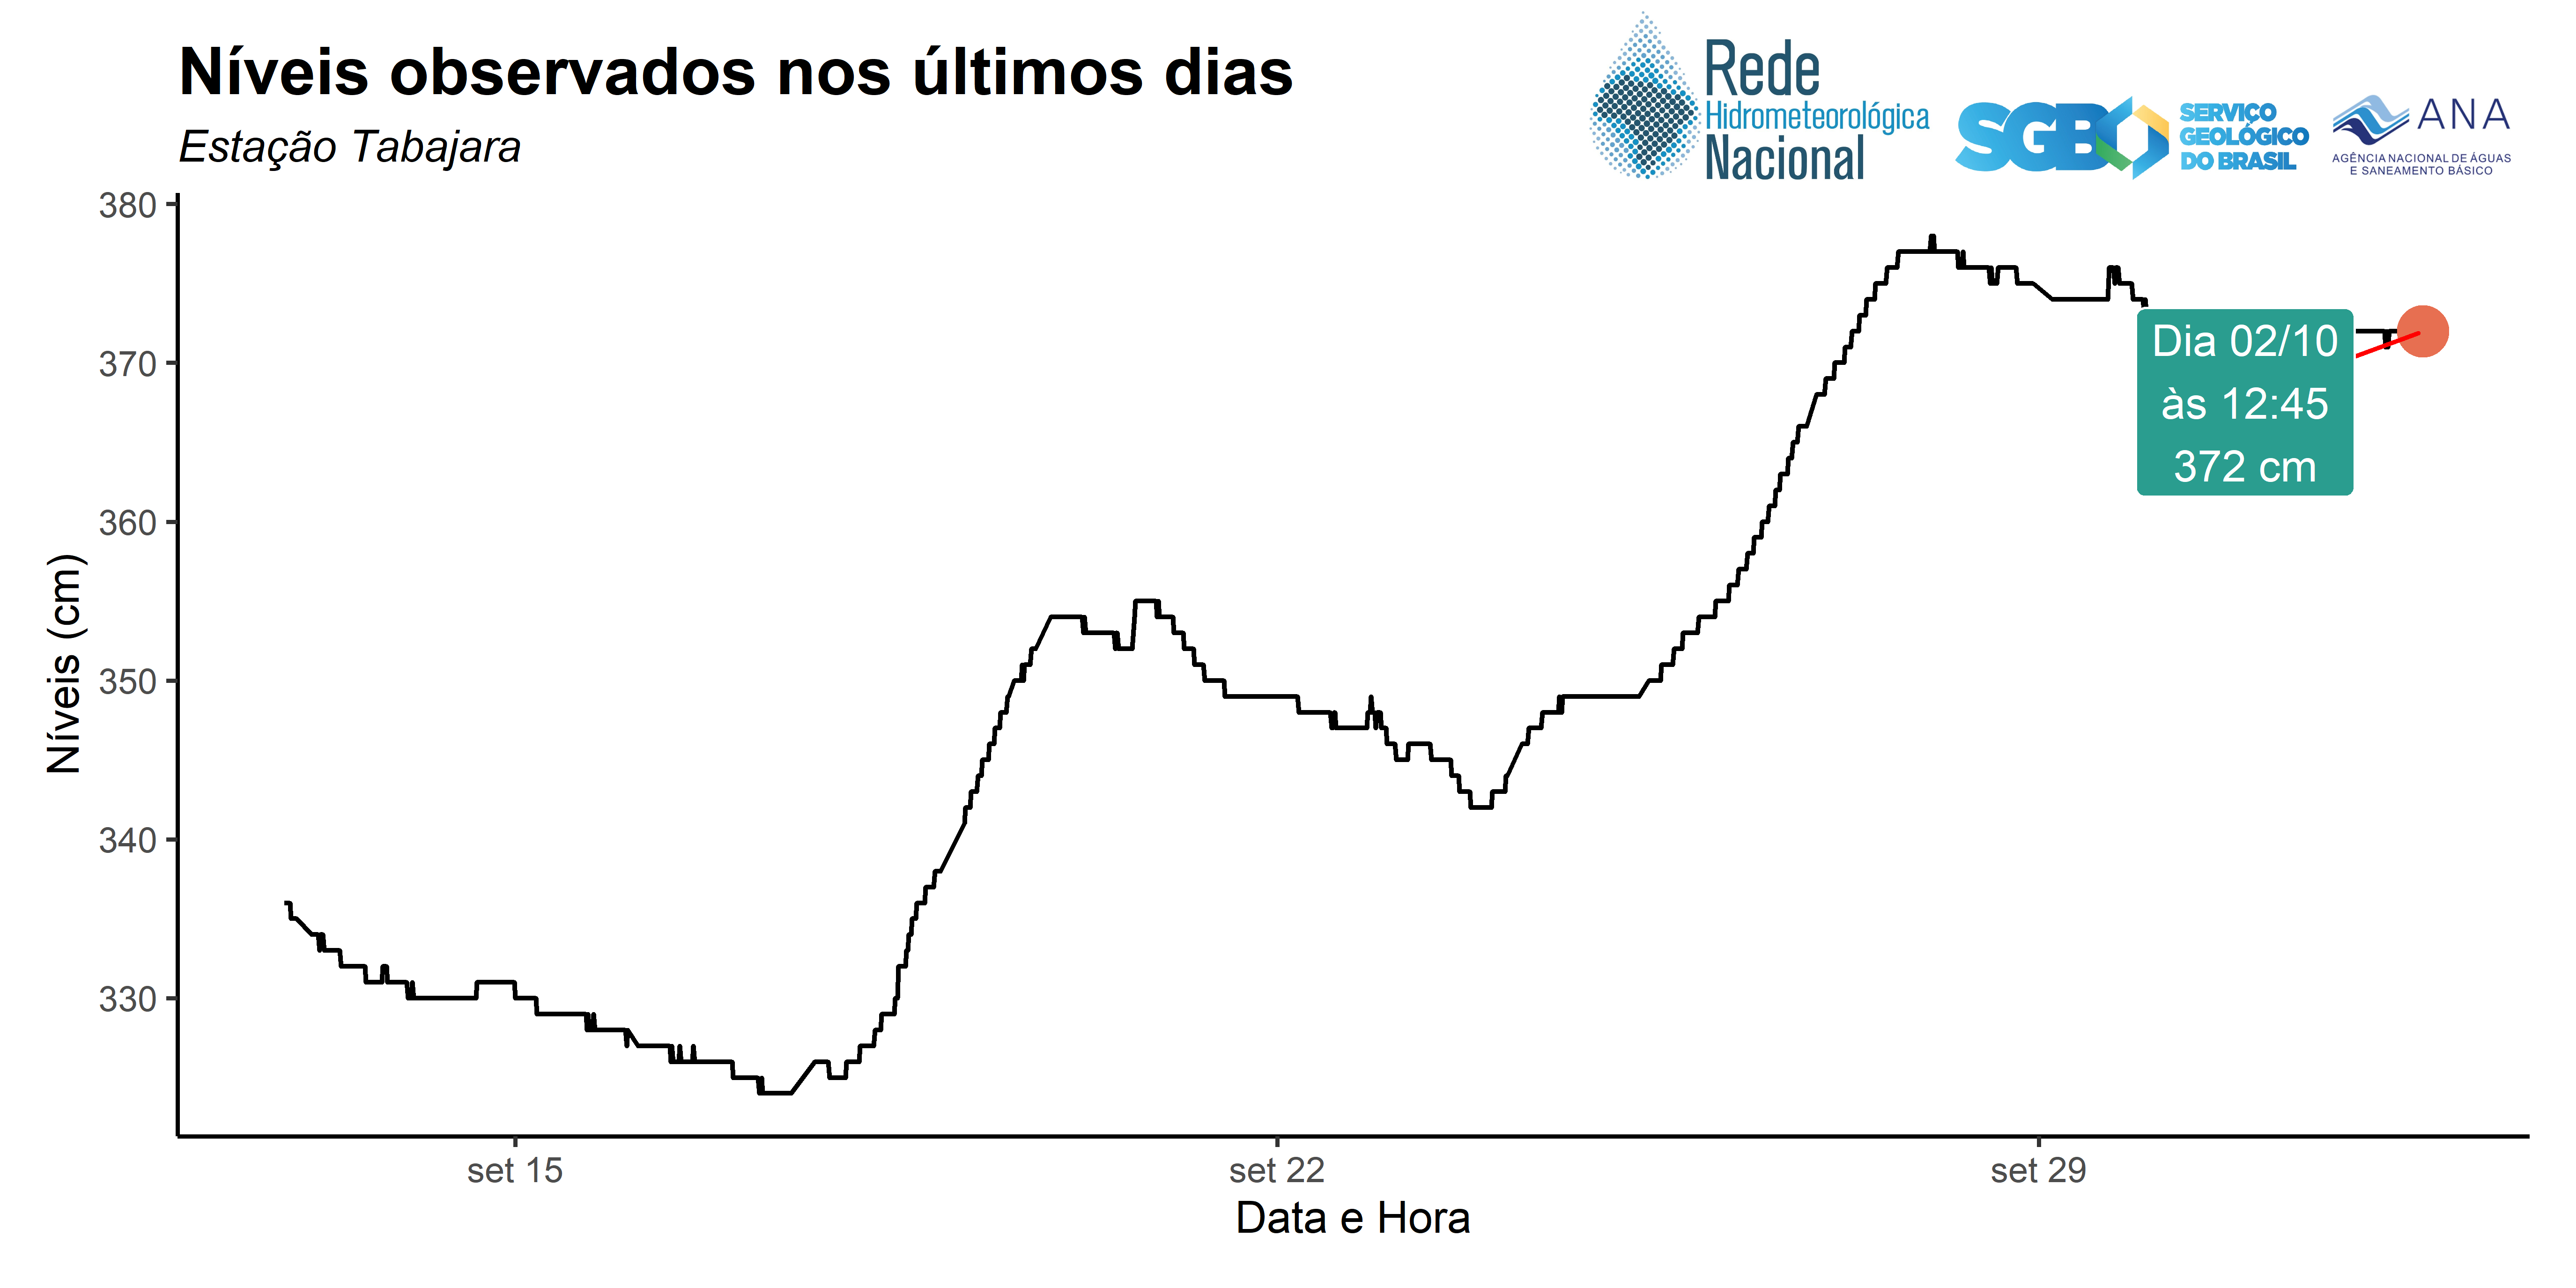 Níveis observados nos últimos dias
Estação Tabajara
Rede
Hidrometeorológica
Nacional
SGB
SERVIÇO
GEOLÓGICO
DO BRASIL
ANA
AGÊNCIA NACIONAL DE ÁGUAS
E SANEAMENTO BÁSICO
380
370
360
350
340
330
Níveis (cm)
Dia 02/10
às 12:45
372 cm
set 15
set 22
set 29
Data e Hora